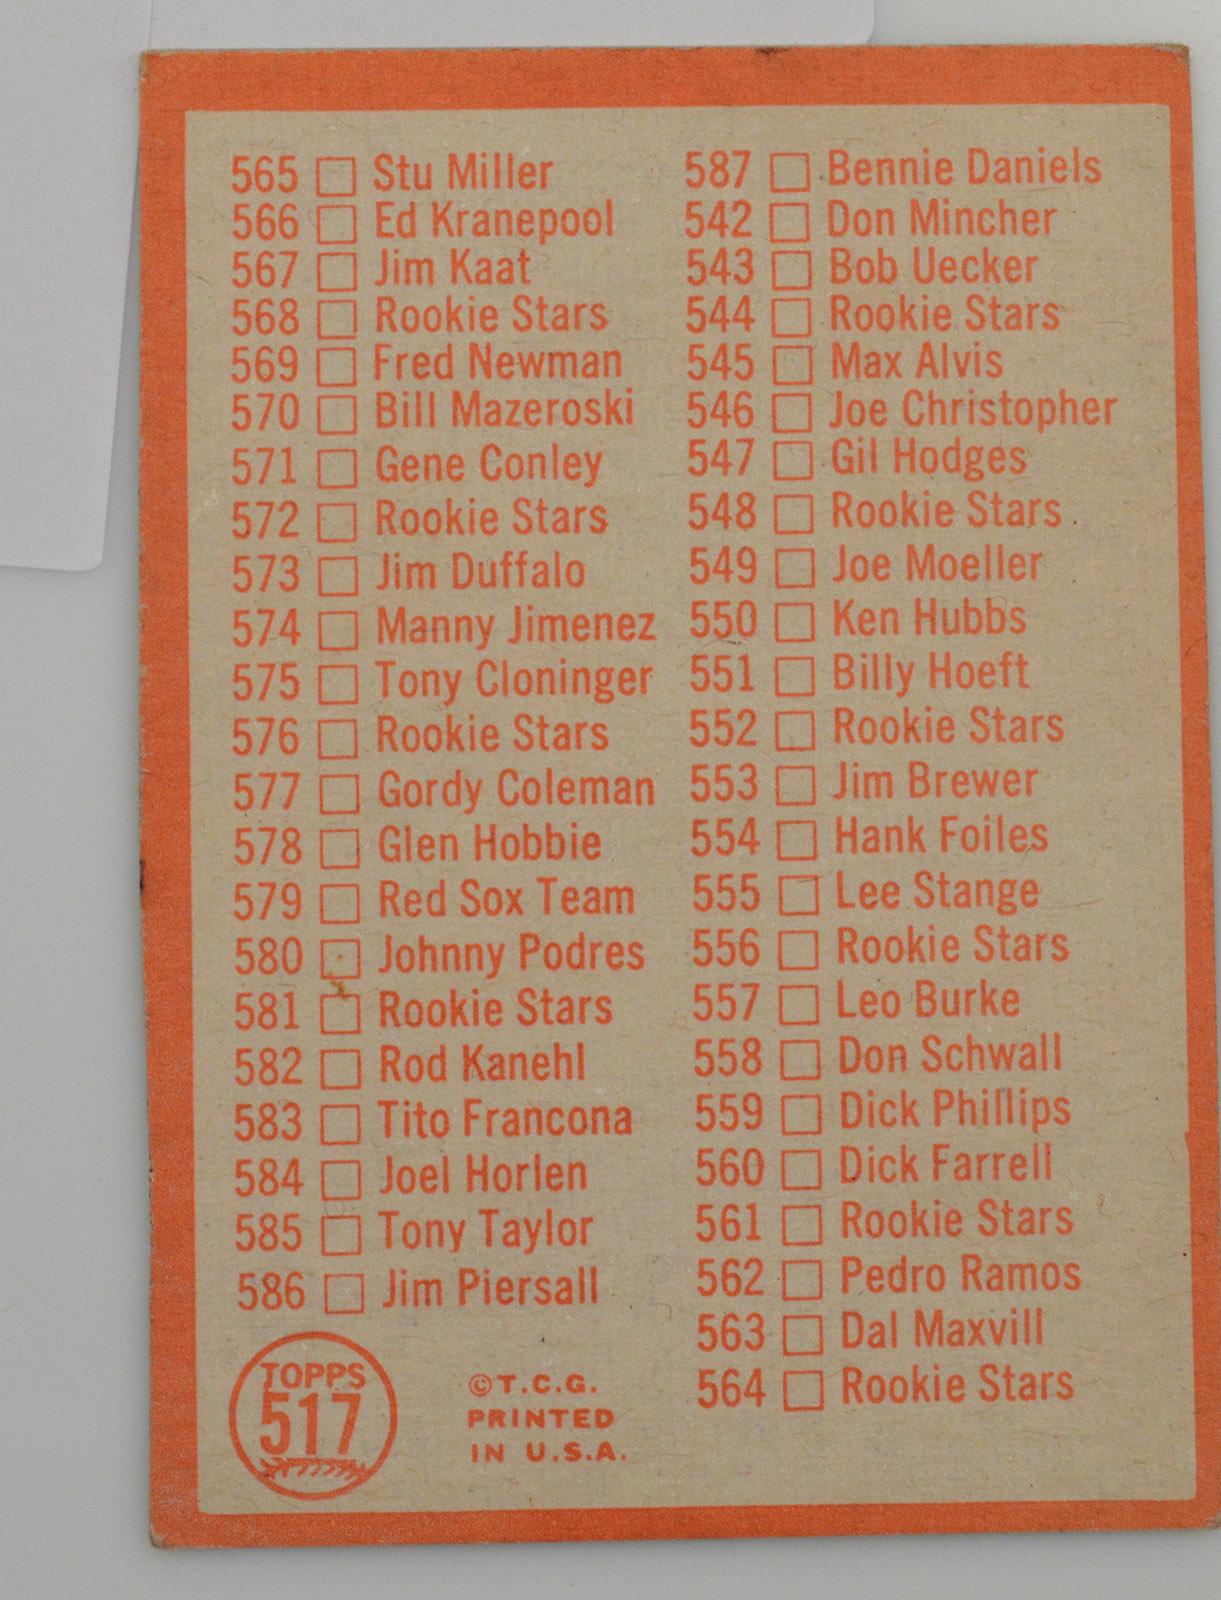 565 Stu Miller
566 Ed Kranepool
567 Jim Kaat
568 Rookie Stars
569 Fred Newman
570 Bill Mazeroski
571 Gene Conley
572 Rookie Stars
573 Jim Duffalo
574 Manny Jimenez
575 Tony Cloninger
576 Rookie Stars
577 Gordy Coleman
578 Glen Hobbie
579 Red Sox Team
580 Johnny Podres
581 Rookie Stars
582 Rod Kanehl
583 Tito Francona
584 Joel Horlen
585 Tony Taylor
586 Jim Piersall
587 Bennie Daniels
542 Don Mincher
543 Bob Uecker
544 Rookie Stars
545 Max Alvis
546 Joe Christopher
547 Gil Hodges
548 Rookie Stars
549 Joe Moeller
550 Ken Hubbs
551 Billy Hoeft
552 Rookie Stars
553 Jim Brewer
554 Hank Foiles
555 Lee Stange
556 Rookie Stars
557 Leo Burke
558 Don Schwall
559 Dick Phillips
560 Dick Farrell
561 Rookie Stars
562 Pedro Ramos
563 Dal Maxvill
564 Rookie Stars
TOPPS
517
©T.C.G.
PRINTED
IN U.S.A.